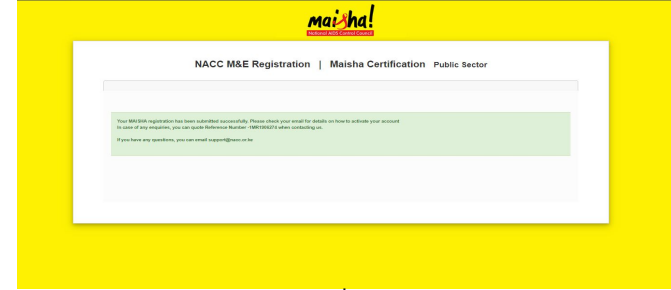 maisha!
National AIDS Control Council
NACC M&E Registration | Maisha Certification Public Sector
Your MAISHA registration has been submitted successfully. Please check your email for details on how to activate your account
In case of any enquiries, you can quote Reference Number -1MR1006274 when contacting us.
If you have any questions, you can email support@nacc.or.ke